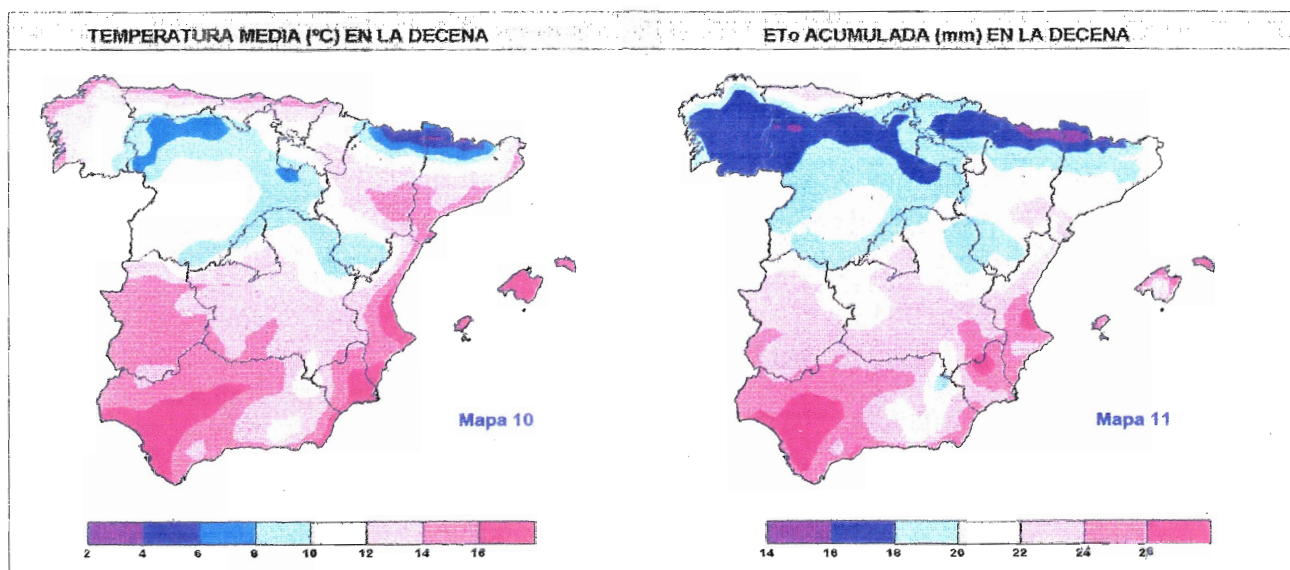 TEMPERATURA MEDIA (ºC) EN LA DECENA
ETo ACUMULADA (mm) EN LA DECENA
Mapa 10
Mapa 11
2 4 6 8 10 12 14 16
14 16 18 20 22 24 26